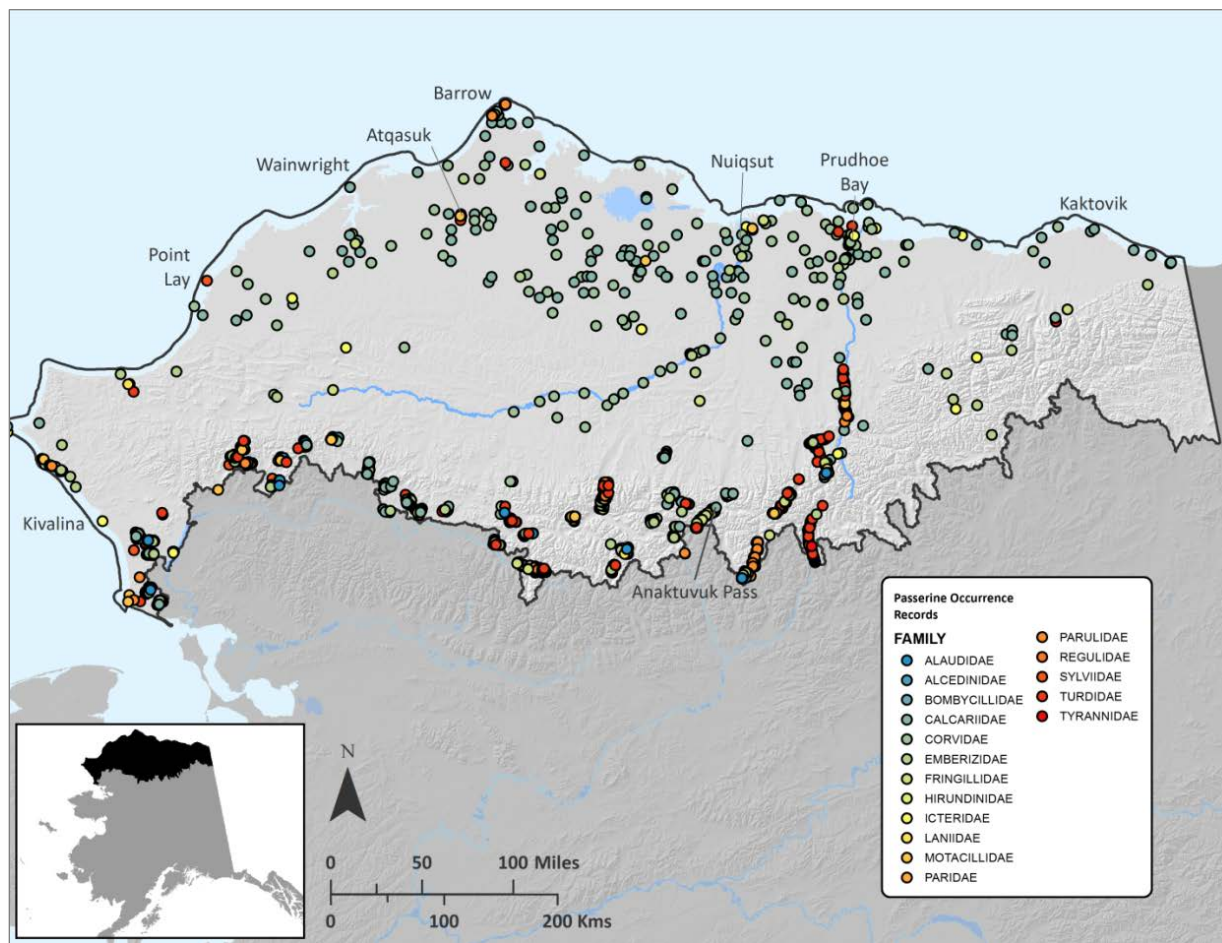 Barrow
Atqasuk
Wainwright
Nuiqsut
Prudhoe
Bay
Kaktovik
Point
Lay
Kivalina
Anaktuvuk Pass
Passerine Occurrence
Records
FAMILY
ALAUDIDAE
ALCEDINIDAE
BOMBYCILLIDAE
CALCARIIDAE
CORVIDAE
EMBERIZIDAE
FRINGILLIDAE
HIRUNDINIDAE
ICTERIDAE
LANIIDAE
MOTACILLIDAE
PARIDAE
PARULIDAE
REGULIDAE
SYLVIIDAE
TURDIDAE
TYRANNIDAE
N
0 50 100 Miles
0 100 200 Kms